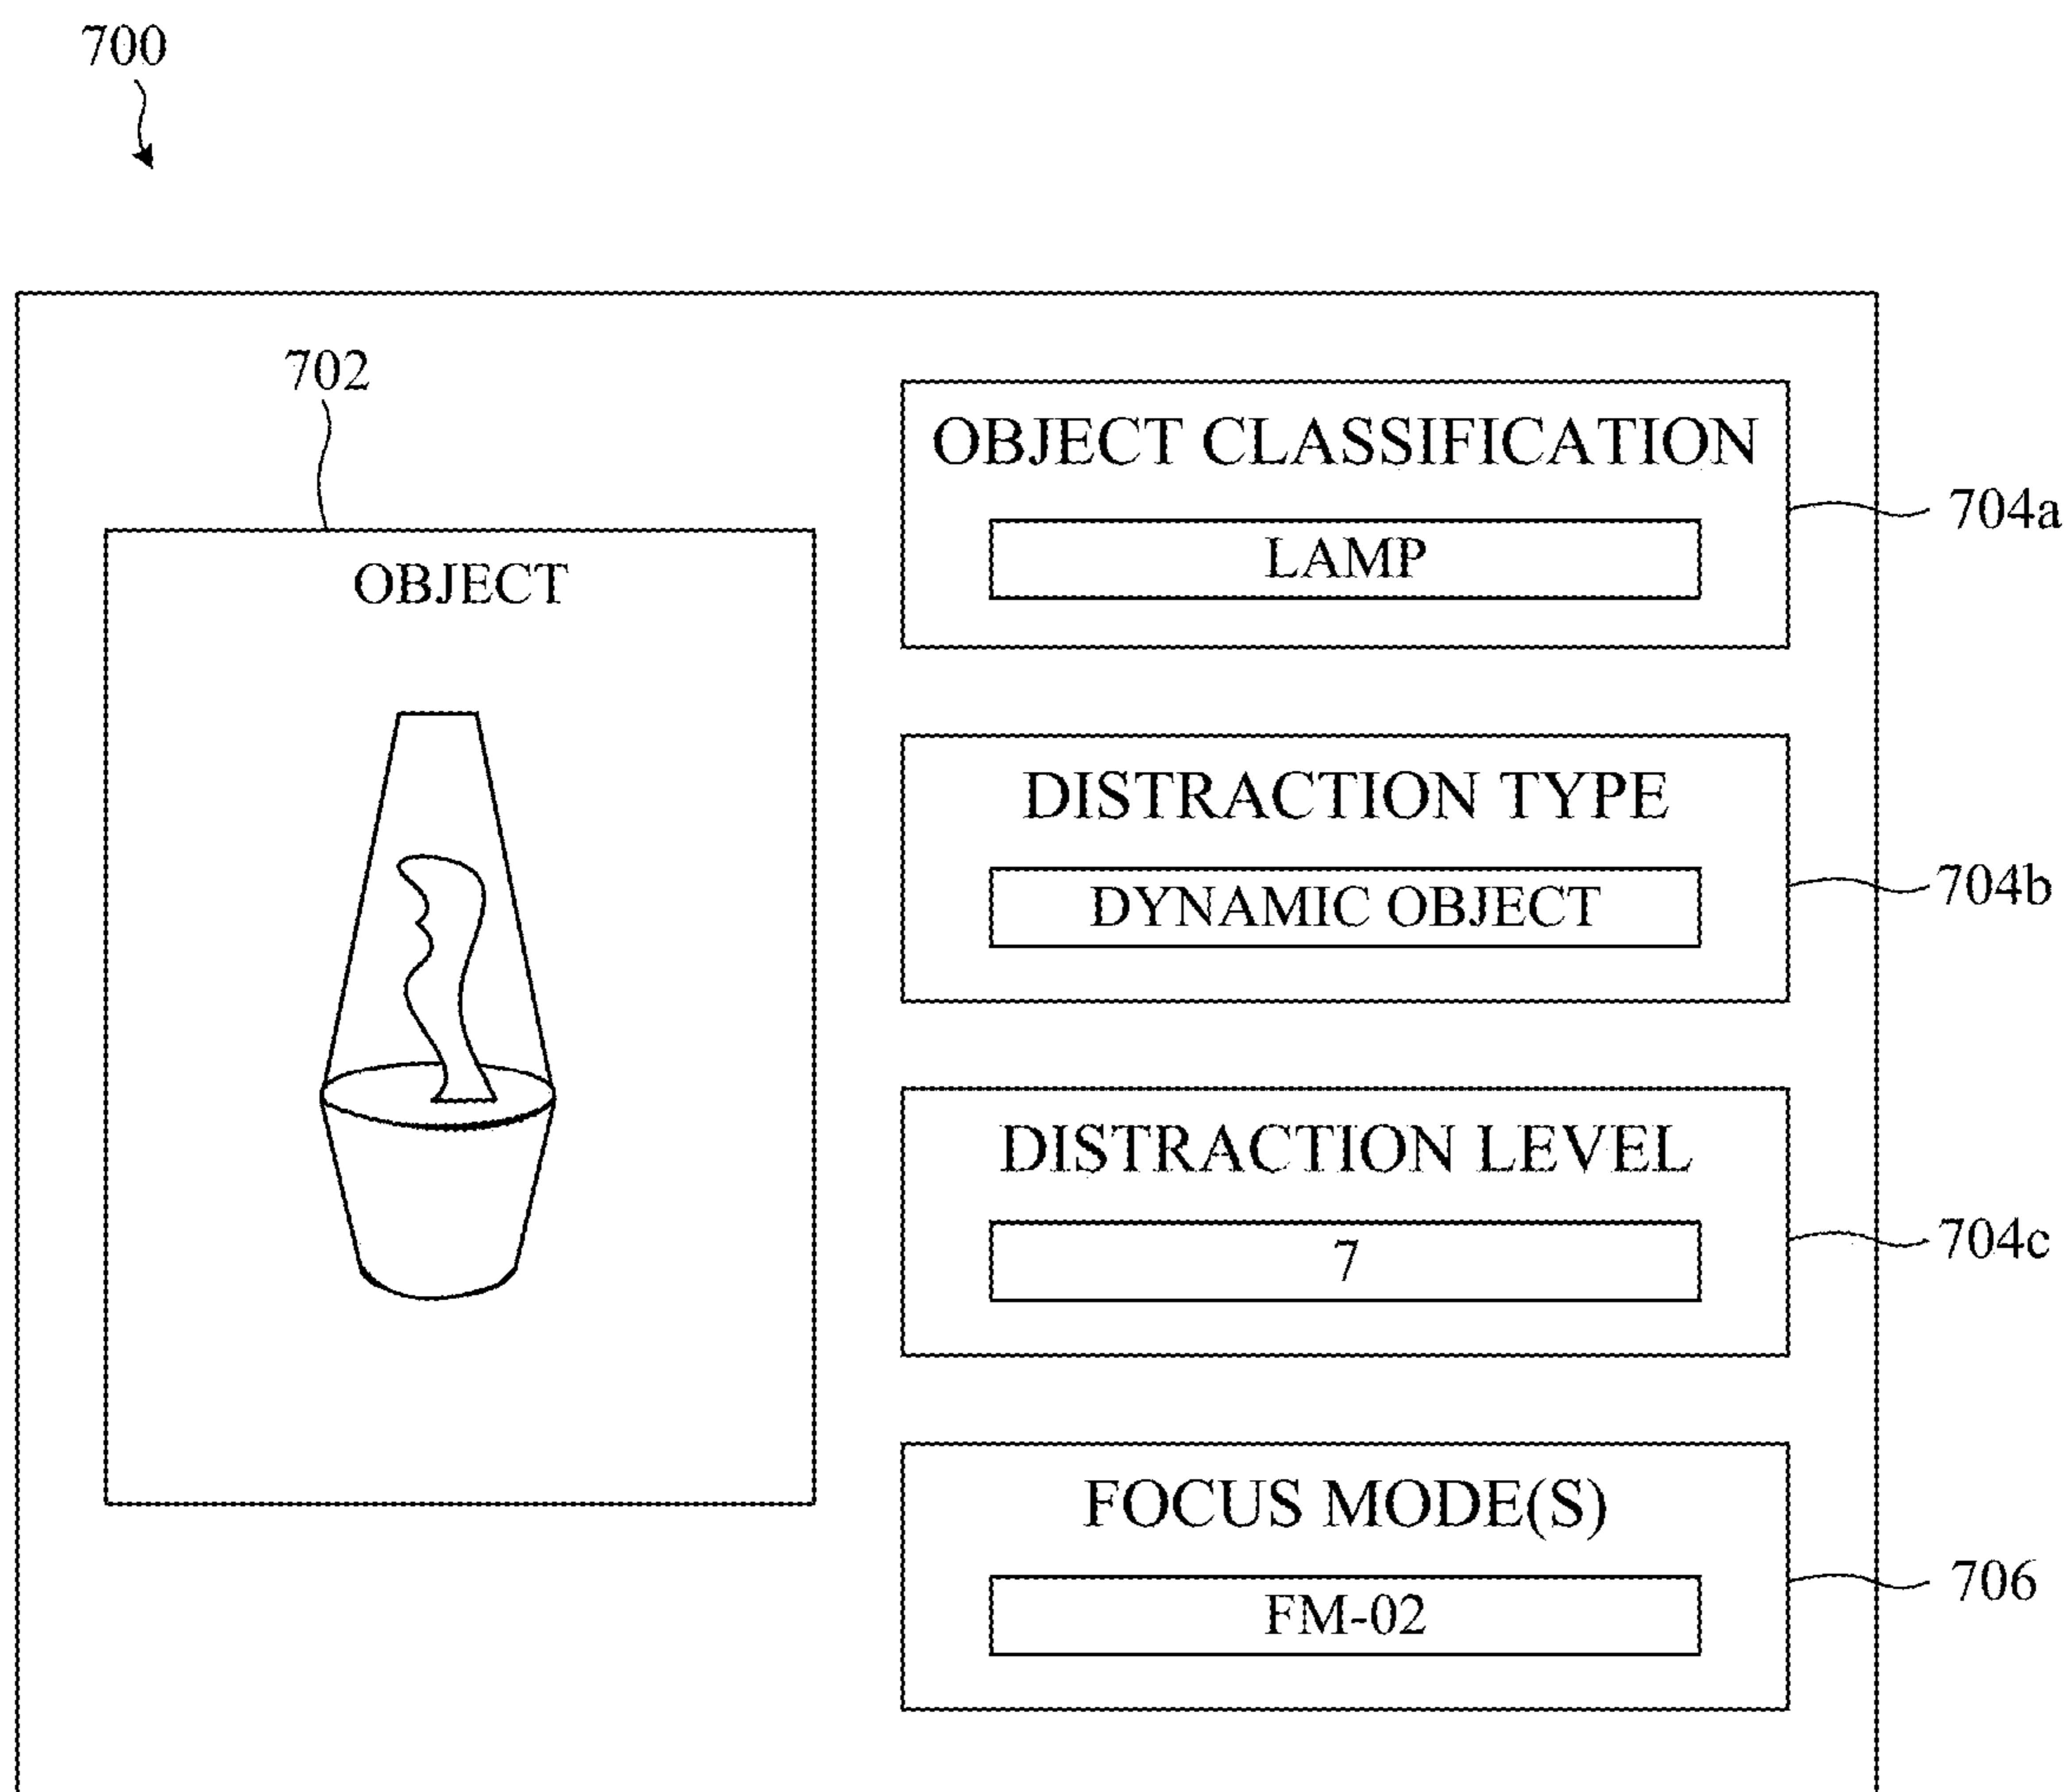 700
702
OBJECT
OBJECT CLASSIFICATION
LAMP
704a
DISTRACTION TYPE
DYNAMIC OBJECT
704b
DISTRACTION LEVEL
7
704c
FOCUS MODE(S)
FM-02
706